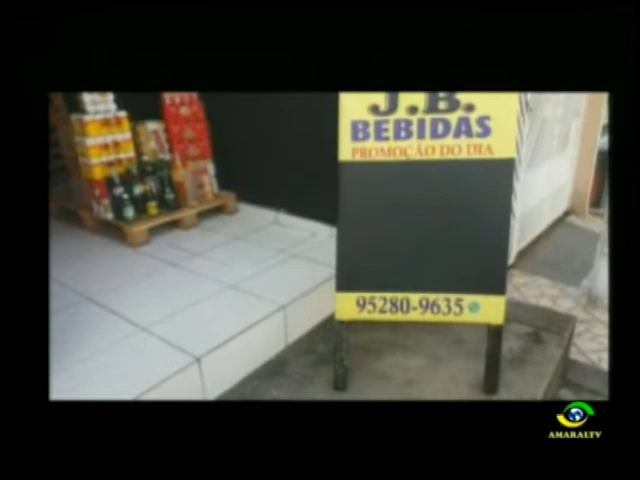 J.B.
BEBIDAS
PROMOÇÃO DO DIA
95280-9635
AMARALTV